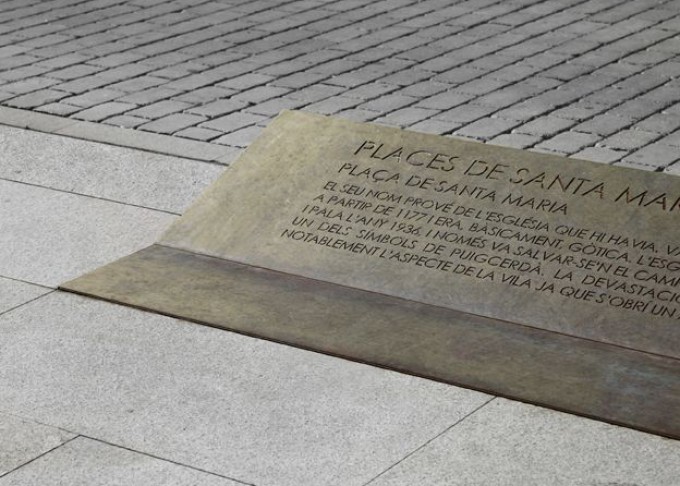 PLACES DE SANTA MAR
PLAÇA DE SANTA MARIA
EL SEU NOM PROVÉ DE L'ESGLÉSIA QUE HI HAVIA. VA
A PARTIR DE 1177 I ERA, BÀSICAMENT, GÒTICA. L'ESG
I PALA L'ANY 1936, I NOMÉS VA SALVAR-SE'N EL CAMP
UN DELS SÍMBOLS DE PUIGCERDÀ. LA DEVASTACIÓ
NOTABLEMENT L'ASPECTE DE LA VILA JA QUE S'OBRÍ UN